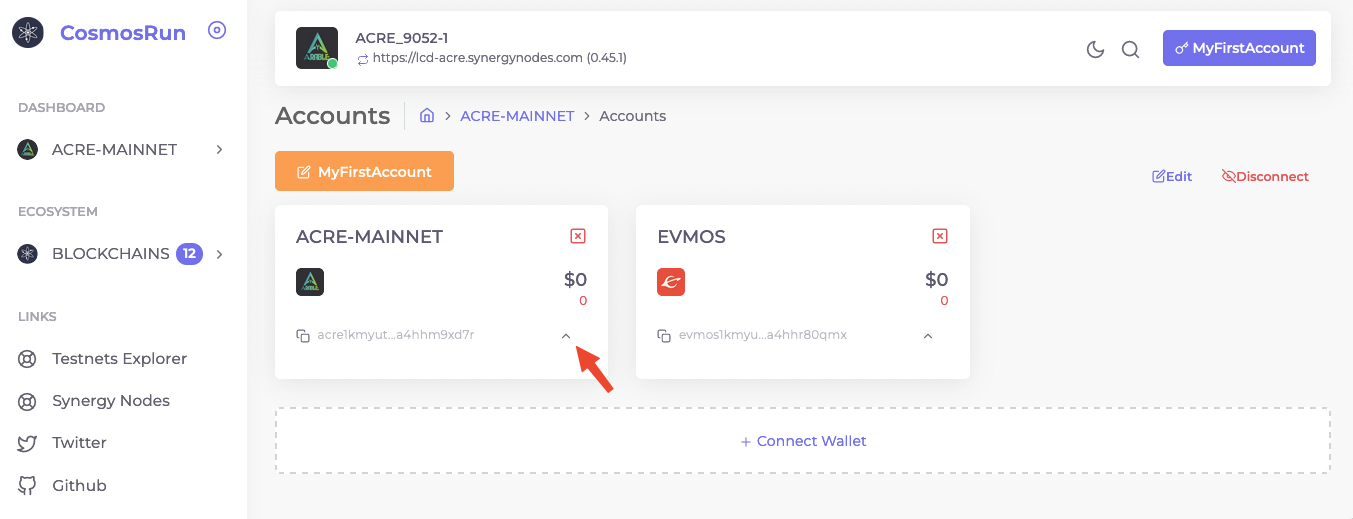 CosmosRun
DASHBOARD
ACRE-MAINNET
ECOSYSTEM
BLOCKCHAINS 12
LINKS
Testnets Explorer
Synergy Nodes
Twitter
Github
ARABLE
ACRE_9052-1
https://lcd-acre.synergynodes.com (0.45.1)
MyFirstAccount
Accounts
ACRE-MAINNET > Accounts
MyFirstAccount
Edit
Disconnect
ACRE-MAINNET
$0
0
acre1kmyut...a4hhm9xd7r
EVMOS
$0
0
evmos1kmyu...a4hhr80qmx
+ Connect Wallet